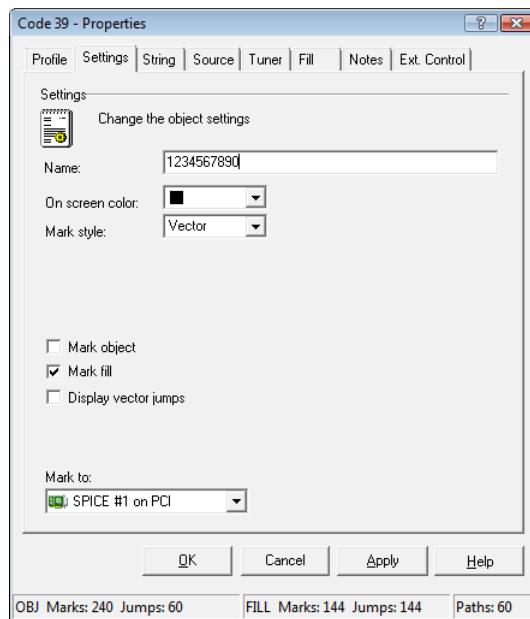 Code 39 - Properties
Profile Settings String Source Tuner Fill Notes Ext. Control
Settings
Change the object settings
Name: 1234567890
On screen color:
Mark style: Vector
Mark object
Mark fill
Display vector jumps
Mark to:
SPICE #1 on PCI
OK Cancel Apply Help
OBJ Marks: 240 Jumps: 60 FILL Marks: 144 Jumps: 144 Paths: 60